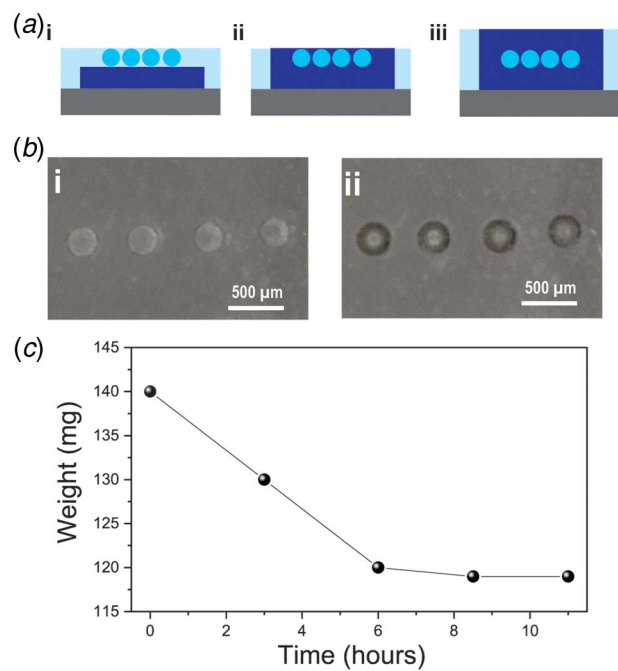 (a)
i
ii
iii
(b)
i
500 µm
ii
500 µm
(c)
145
140
135
130
125
120
115
Weight (mg)
0
2
4
6
8
10
Time (hours)